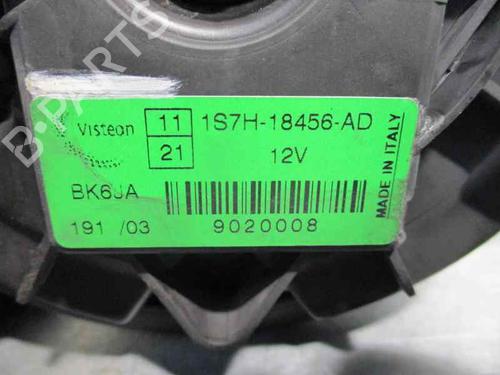 Visteon 11 1S7H-18456-AD
21 12V
BK6JA
191 /03 9020008
MADE IN ITALY
B-PARTS